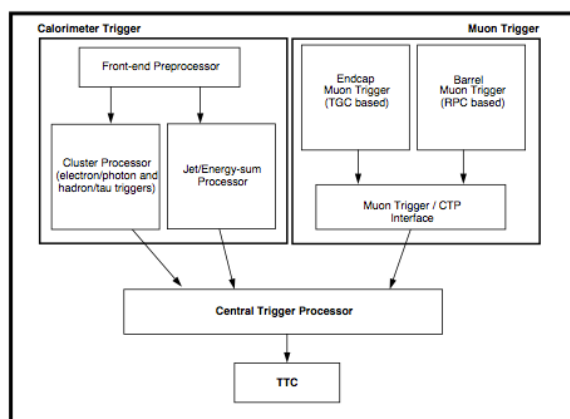 Calorimeter Trigger
Muon Trigger
Front-end Preprocessor
Cluster Processor
(electron/photon and
hadron/tau triggers)
Jet/Energy-sum
Processor
Endcap
Muon Trigger
(TGC based)
Barrel
Muon Trigger
(RPC based)
Muon Trigger / CTP
Interface
Central Trigger Processor
TTC